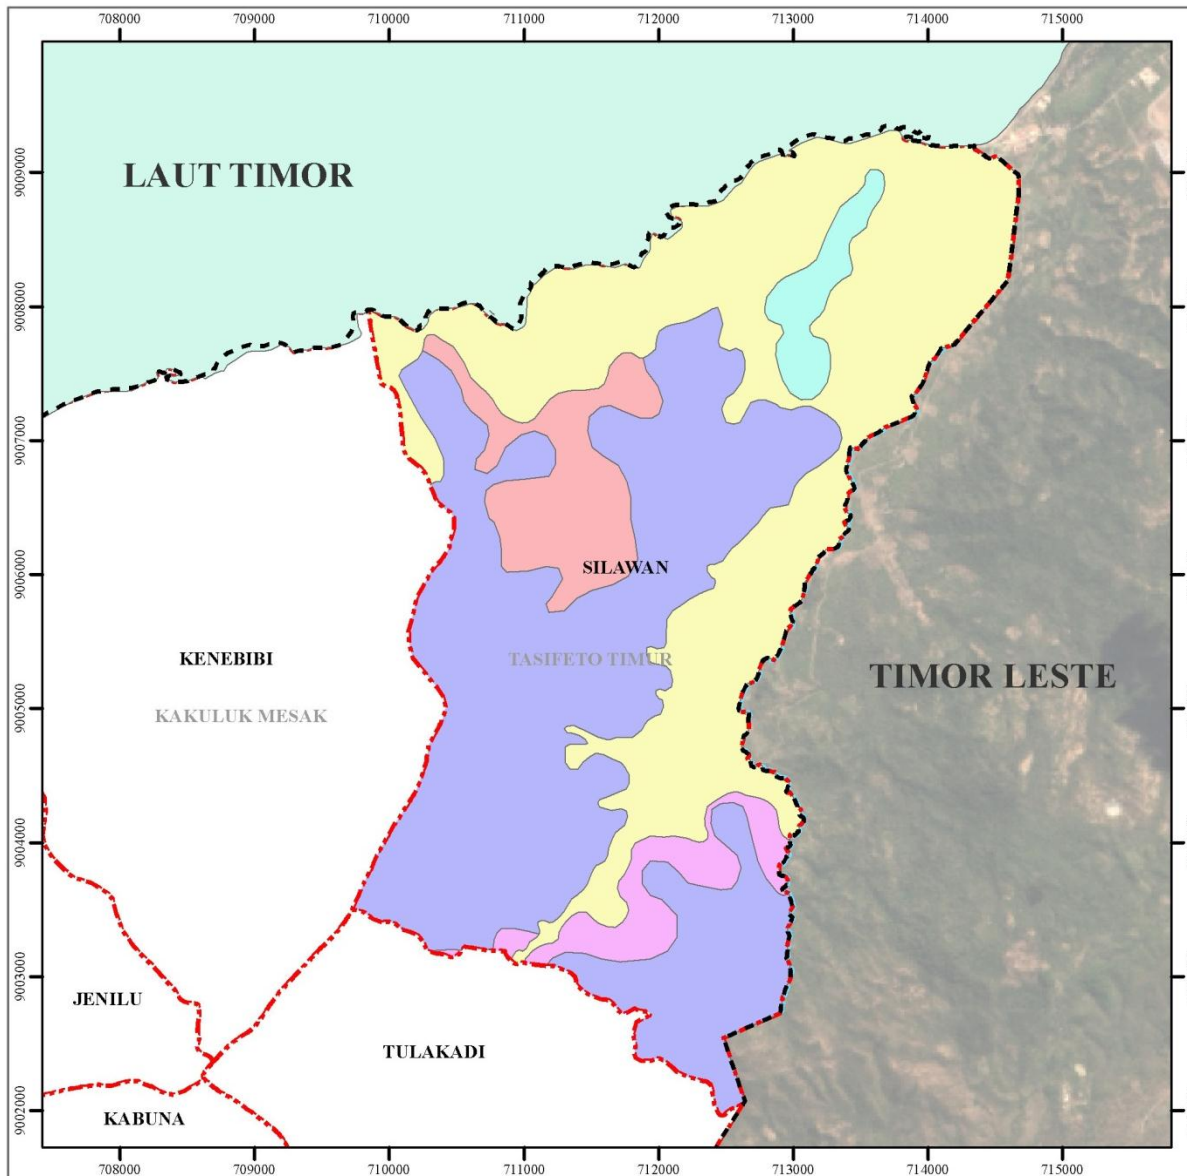 708000 709000 710000 711000 712000 713000 714000 715000
9009000
LAUT TIMOR
9008000
9007000
9006000
SILAWAN
KENEBIBI
TASIFETO TIMUR
TIMOR LESTE
KAKULUK MESAK
9005000
9004000
9003000
JENILU
TULAKADI
KABUNA
9002000
708000 709000 710000 711000 712000 713000 714000 715000